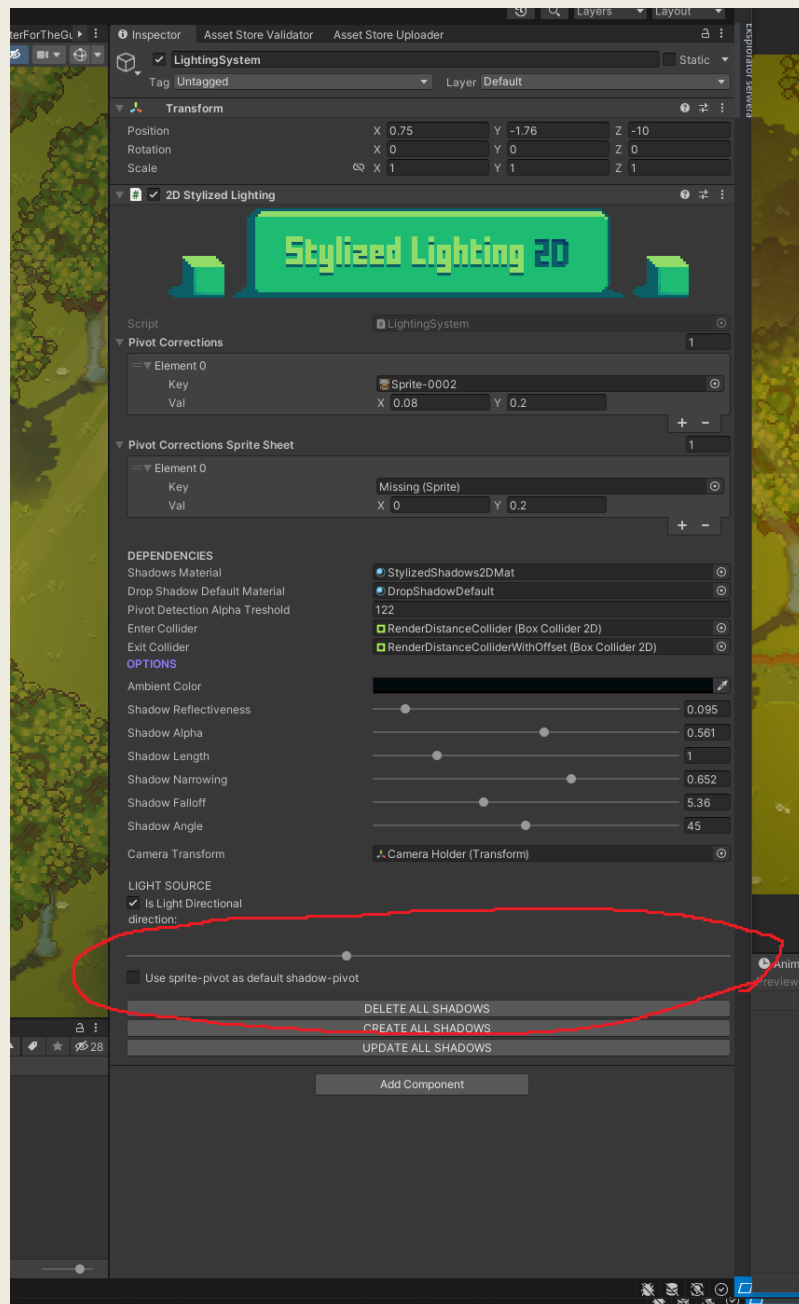 Layers Layout
terForTheGu Inspector Asset Store Validator Asset Store Uploader
Eksplorator serwera
LightingSystem Static
Tag Untagged Layer Default
Transform
Position X 0.75 Y -1.76 Z -10
Rotation X 0 Y 0 Z 0
Scale X 1 Y 1 Z 1
# 2D Stylized Lighting
Stylized Lighting 2D
Script LightingSystem
Pivot Corrections 1
Element 0
Key Sprite-0002
Val X 0.08 Y 0.2
+ -
Pivot Corrections Sprite Sheet 1
Element 0
Key Missing (Sprite)
Val X 0 Y 0.2
+ -
DEPENDENCIES
Shadows Material StylizedShadows2DMat
Drop Shadow Default Material DropShadowDefault
Pivot Detection Alpha Treshold 122
Enter Collider RenderDistanceCollider (Box Collider 2D)
Exit Collider RenderDistanceColliderWithOffset (Box Collider 2D)
OPTIONS
Ambient Color
Shadow Reflectiveness 0.095
Shadow Alpha 0.561
Shadow Length 1
Shadow Narrowing 0.652
Shadow Falloff 5.36
Shadow Angle 45
Camera Transform Camera Holder (Transform)
LIGHT SOURCE
Is Light Directional
direction:
Anim
Use sprite-pivot as default shadow-pivot
review
DELETE ALL SHADOWS
CREATE ALL SHADOWS
28 UPDATE ALL SHADOWS
Add Component